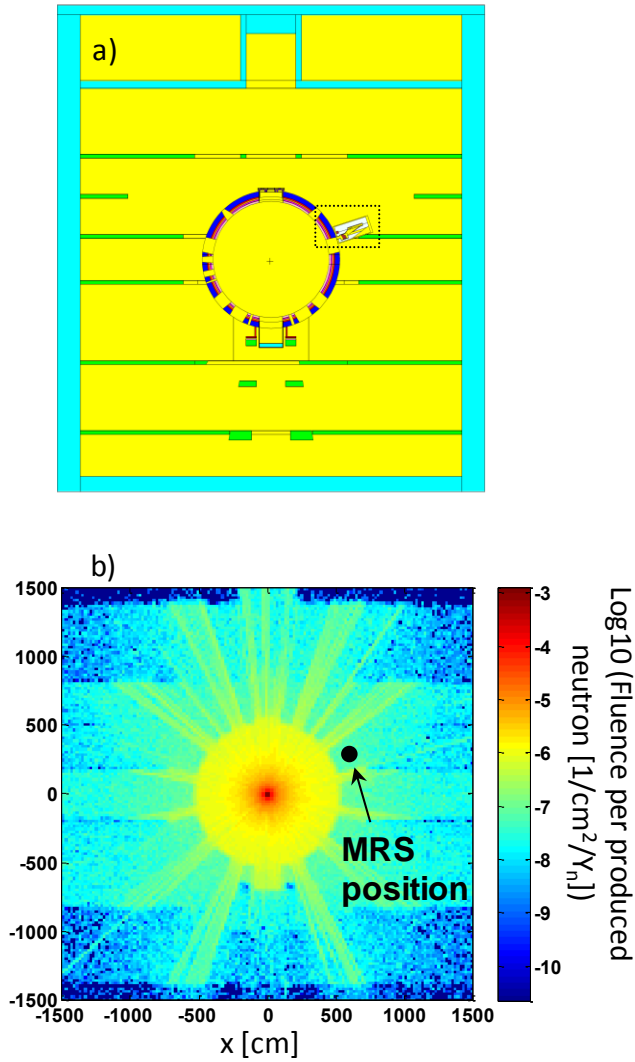 a)
b)
1500
1000
500
0
-500
-1000
-1500
-1500 -1000 -500 0 500 1000 1500
x [cm]
MRS
position
-3
-4
-5
-6
-7
-8
-9
-10
Log10 (Fluence per produced
neutron [1/cm²/Yₙ])